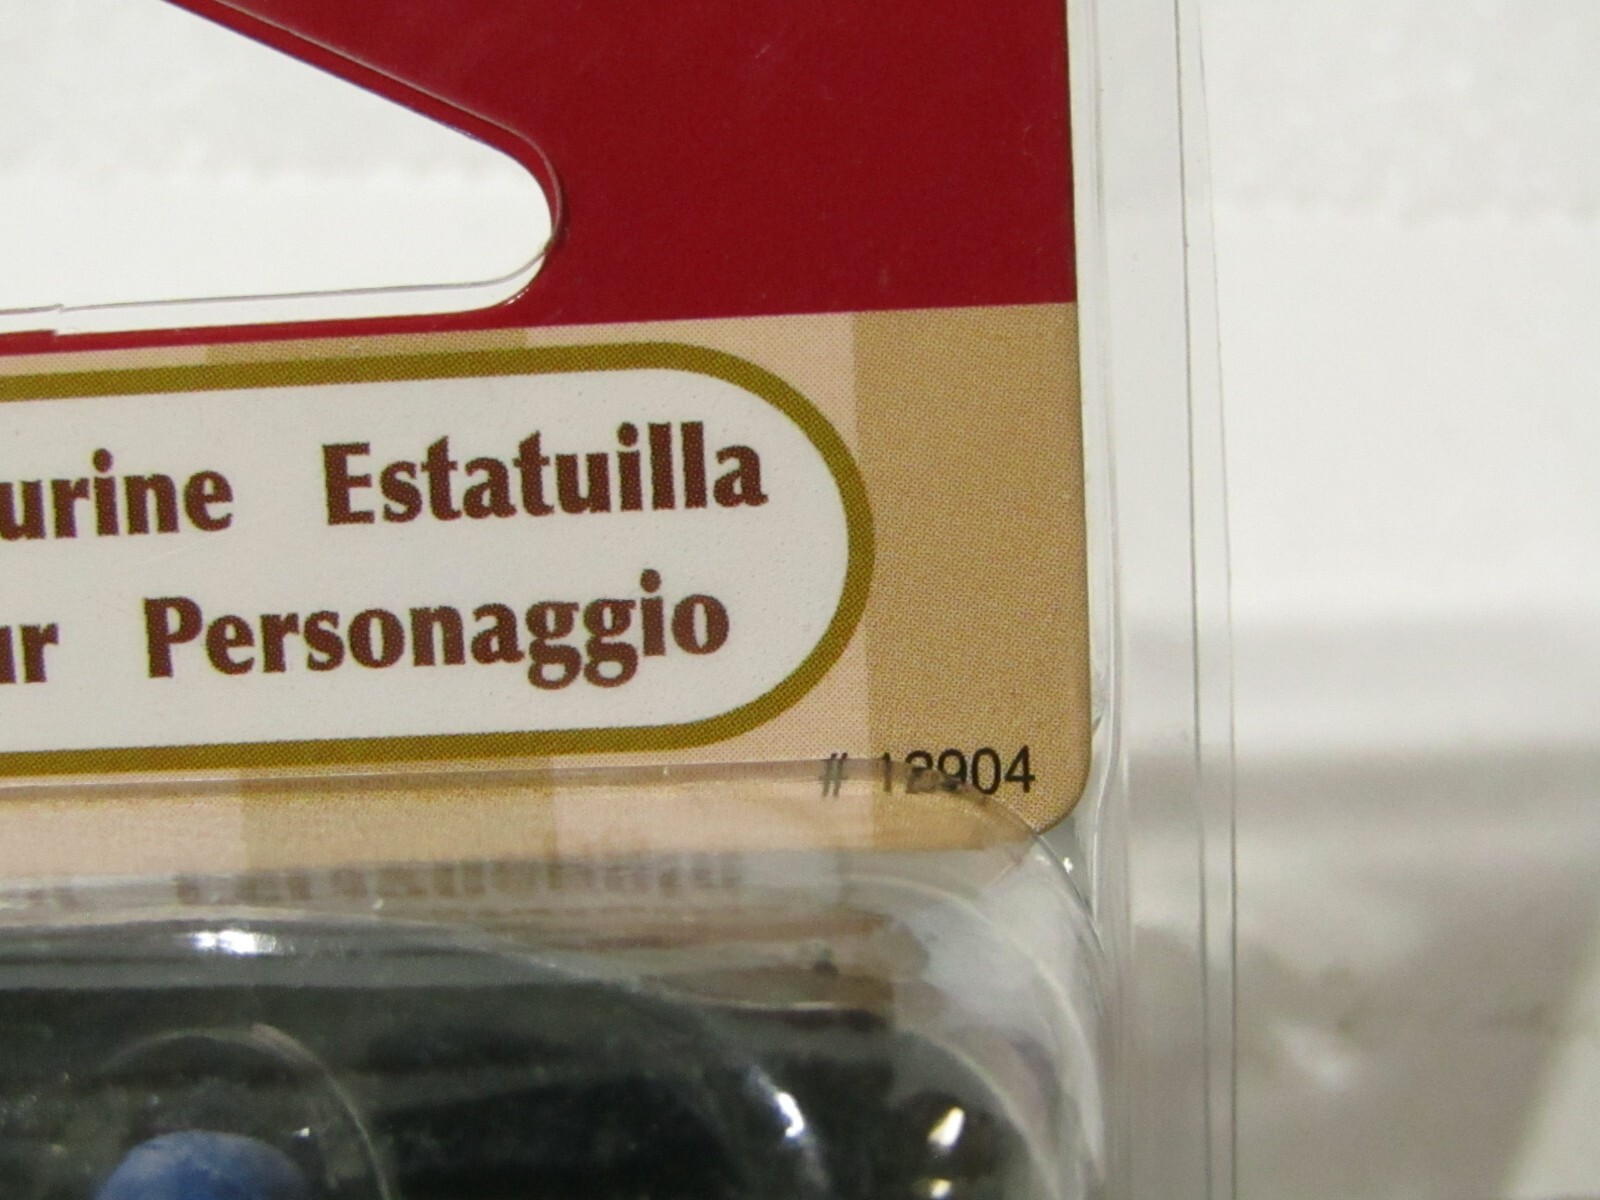 urine Estatuilla
ur Personaggio
# 12904